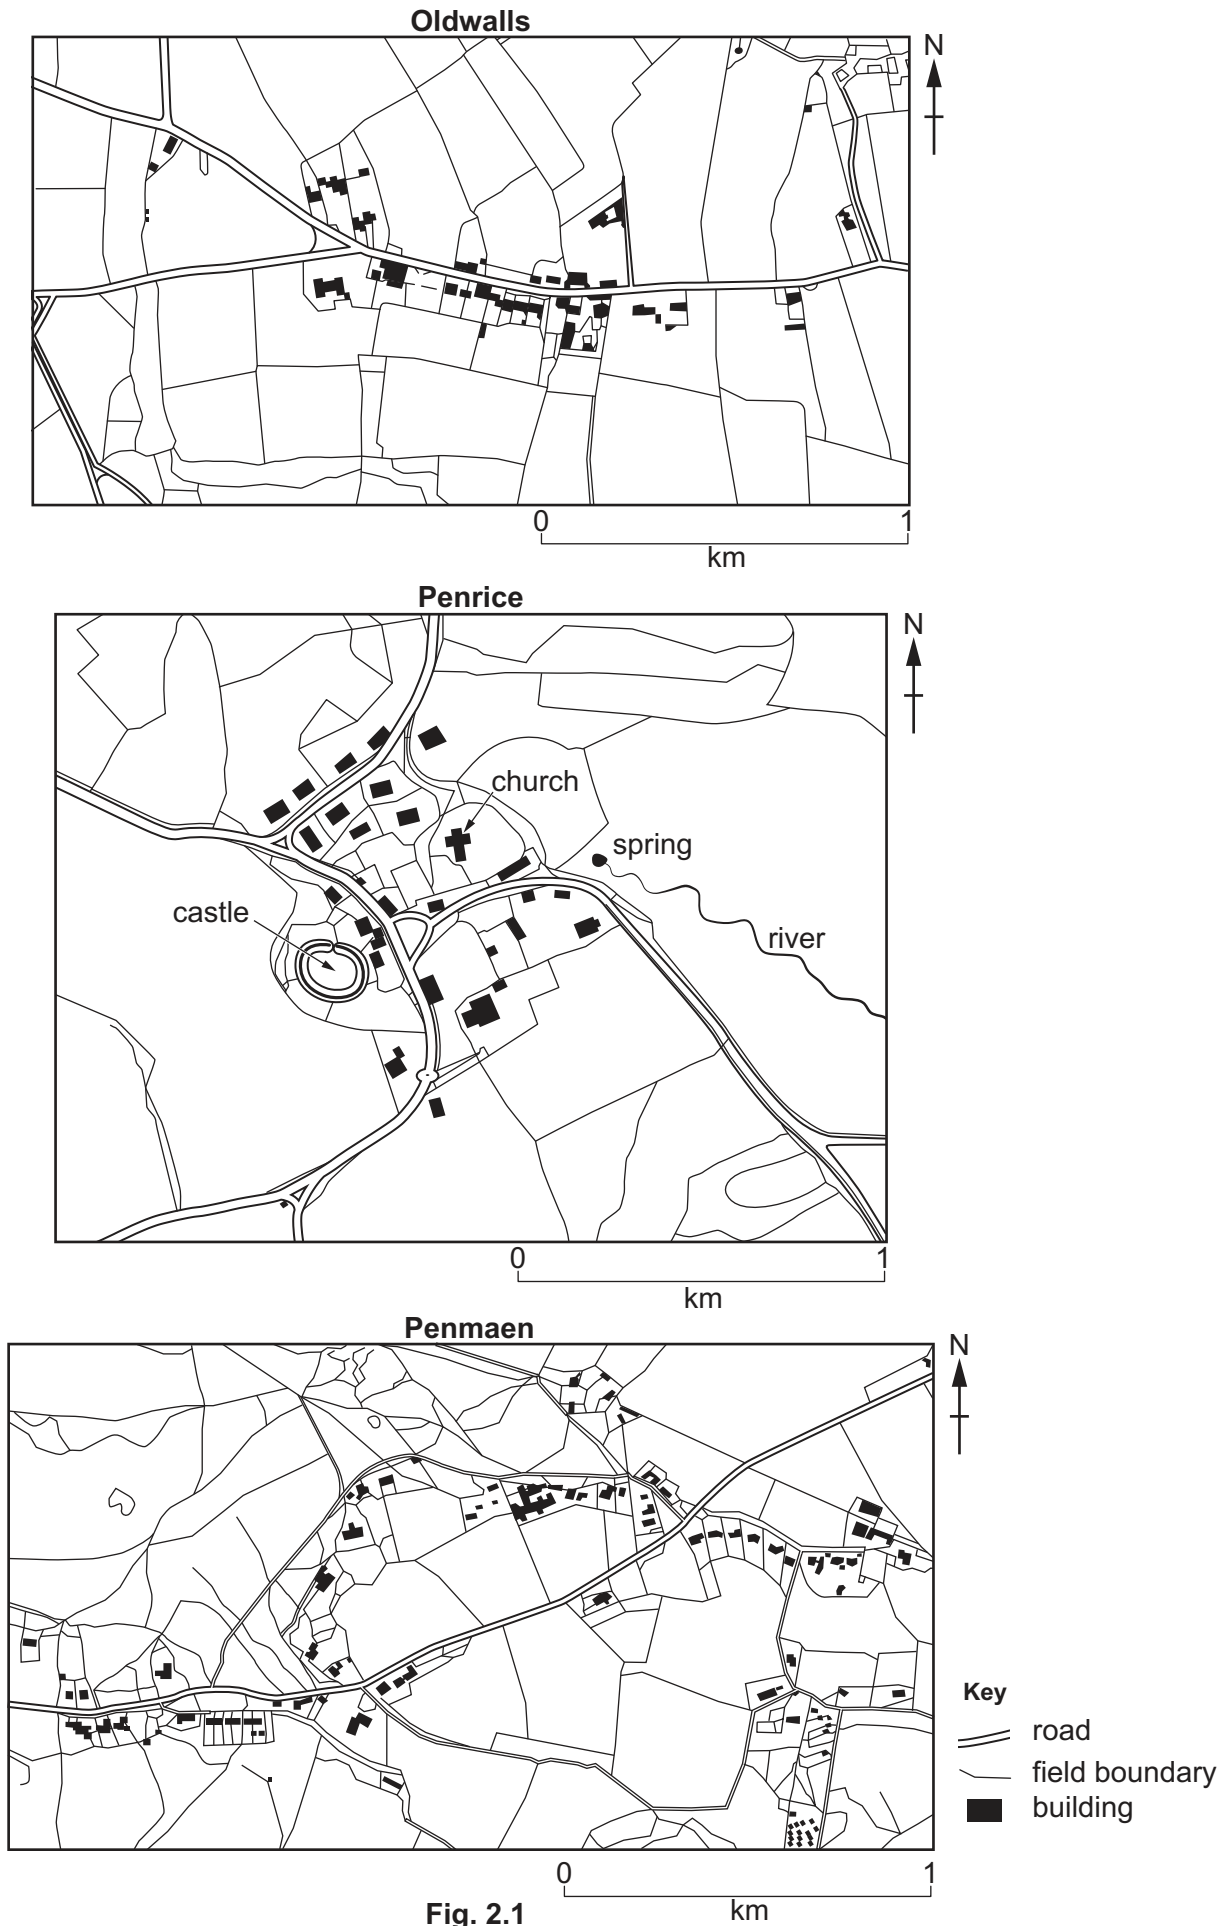 Oldwalls
N
0 1
km
Penrice
N
church
spring
castle
river
0 1
km
Penmaen
N
Key
road
field boundary
building
0 1
km
Fig. 2.1